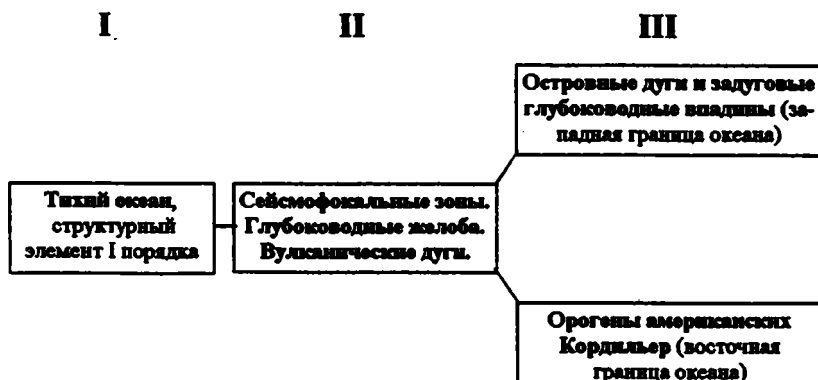 I II III
Островные дуги и задуговые
глубоководные впадины (за-
падная граница океана)
Тихий океан,
структурный
элемент I порядка
Сейсмофокальные зоны.
Глубоководные желоба.
Вулканические дуги.
Орогены американских
Кордильер (восточная
граница океана)